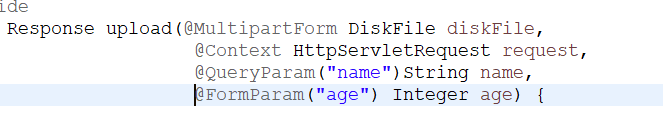 ide
Response upload(@MultipartForm DiskFile diskFile,
@Context HttpServletRequest request,
@QueryParam("name")String name,
@FormParam("age") Integer age) {